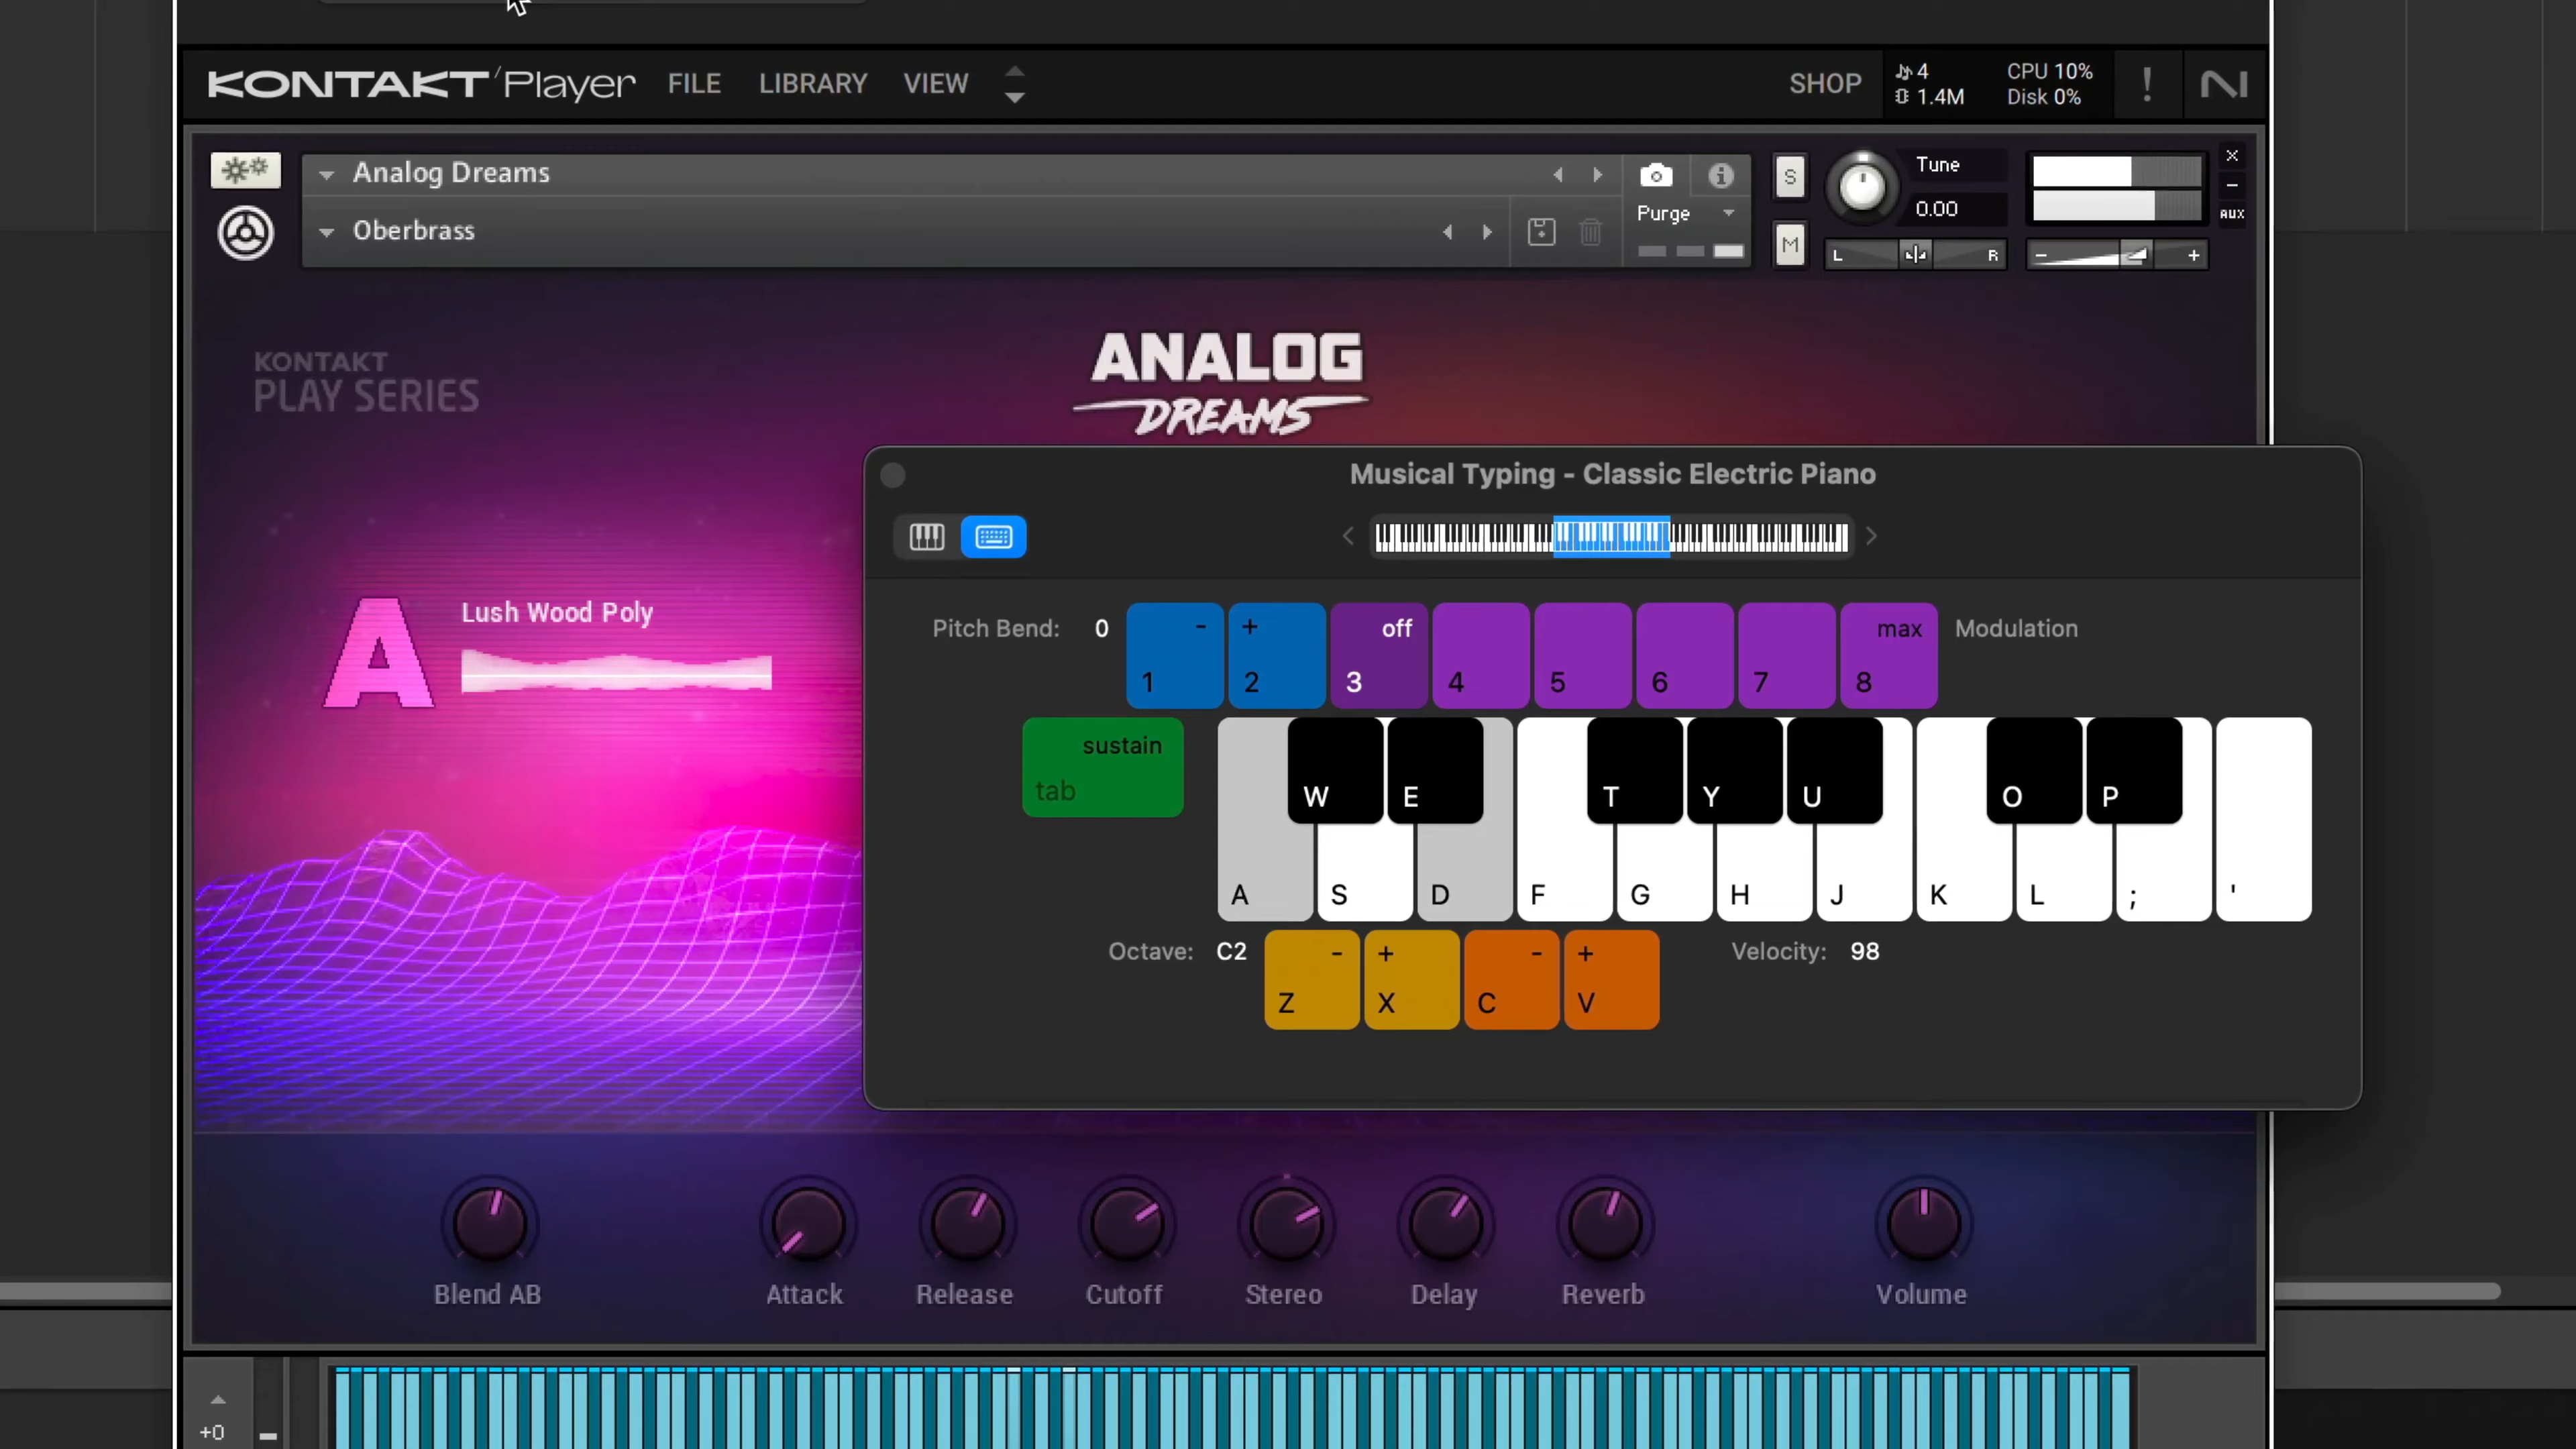 KONTAKT'Player FILE LIBRARY VIEW SHOP 4 CPU 10% !
1.4M Disk 0%
Analog Dreams S Tune x
Oberbrass Purge 0.00 AUX
M L R - +
KONTAKT
PLAY SERIES
ANALOG
DREAMS
Musical Typing - Classic Electric Piano
A Lush Wood Poly
Pitch Bend: 0 - + off max Modulation
1 2 3 4 5 6 7 8
sustain
tab
W E T Y U O P
A S D F G H J K L ; '
Octave: C2 - + - + Velocity: 98
Z X C V
Blend AB Attack Release Cutoff Stereo Delay Reverb Volume
+0